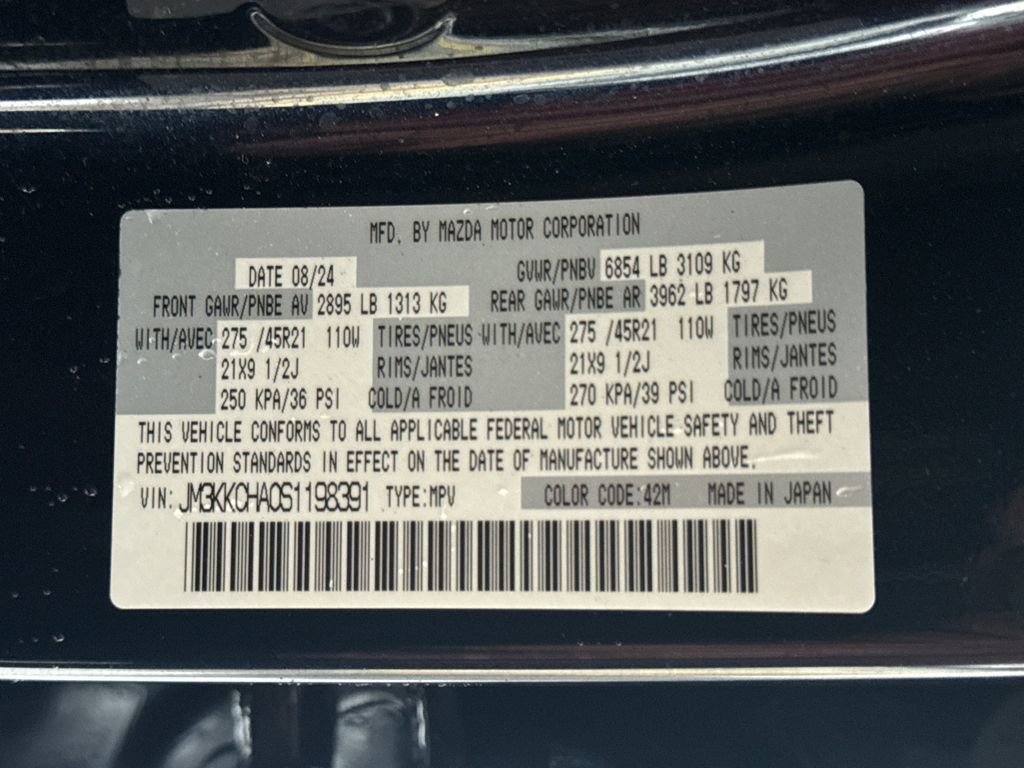 MFD. BY MAZDA MOTOR CORPORATION
DATE 08/24 GVWR/PNBV 6854 LB 3109 KG
FRONT GAWR/PNBE AV 2895 LB 1313 KG REAR GAWR/PNBE AR 3962 LB 1797 KG
WITH/AVEC 275 /45R21 110W TIRES/PNEUS WITH/AVEC 275 /45R21 110W TIRES/PNEUS
21X9 1/2J RIMS/JANTES 21X9 1/2J RIMS/JANTES
250 KPA/36 PSI COLD/A FROID 270 KPA/39 PSI COLD/A FROID
THIS VEHICLE CONFORMS TO ALL APPLICABLE FEDERAL MOTOR VEHICLE SAFETY AND THEFT
PREVENTION STANDARDS IN EFFECT ON THE DATE OF MANUFACTURE SHOWN ABOVE.
VIN: JM3KKCHA0S1198391 TYPE:MPV COLOR CODE:42M MADE IN JAPAN